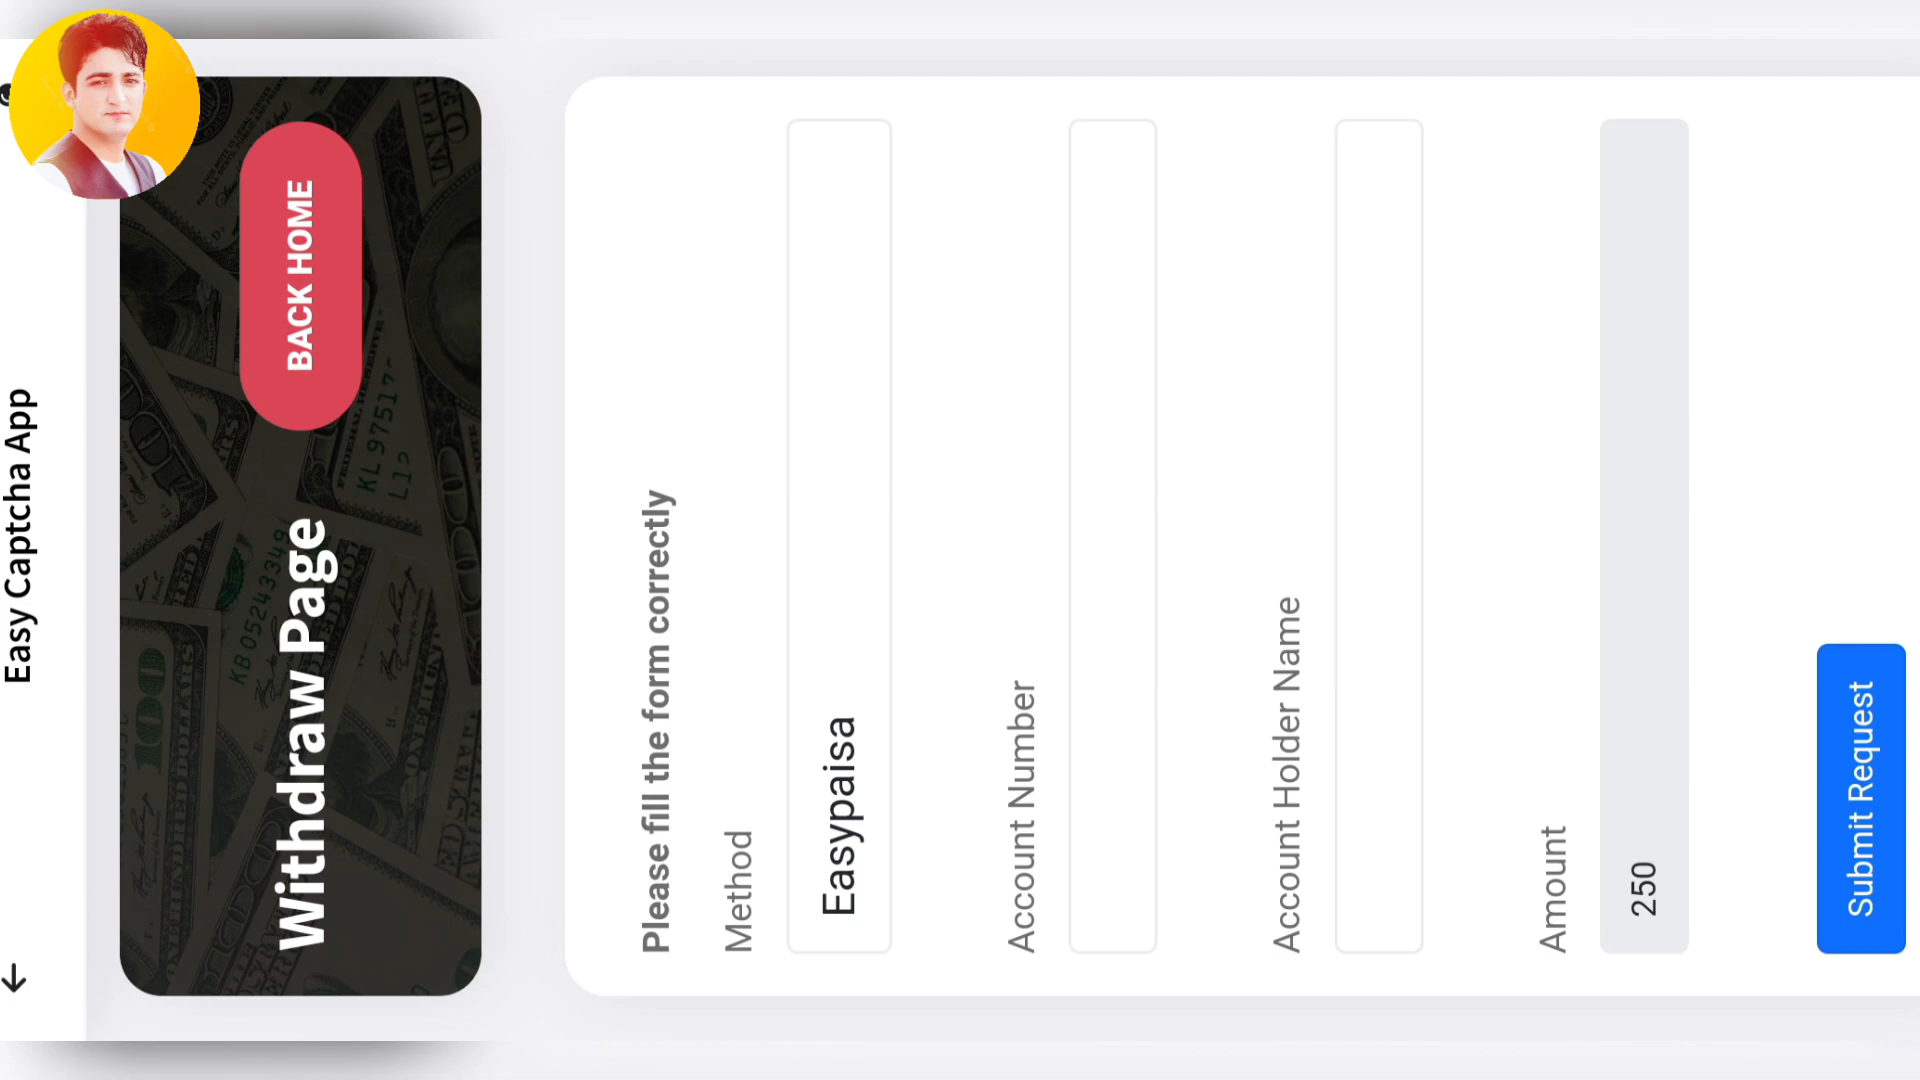 Easy Captcha App
Withdraw Page
BACK HOME
Please fill the form correctly
Method
Easypaisa
Account Number
Account Holder Name
Amount
250
Submit Request